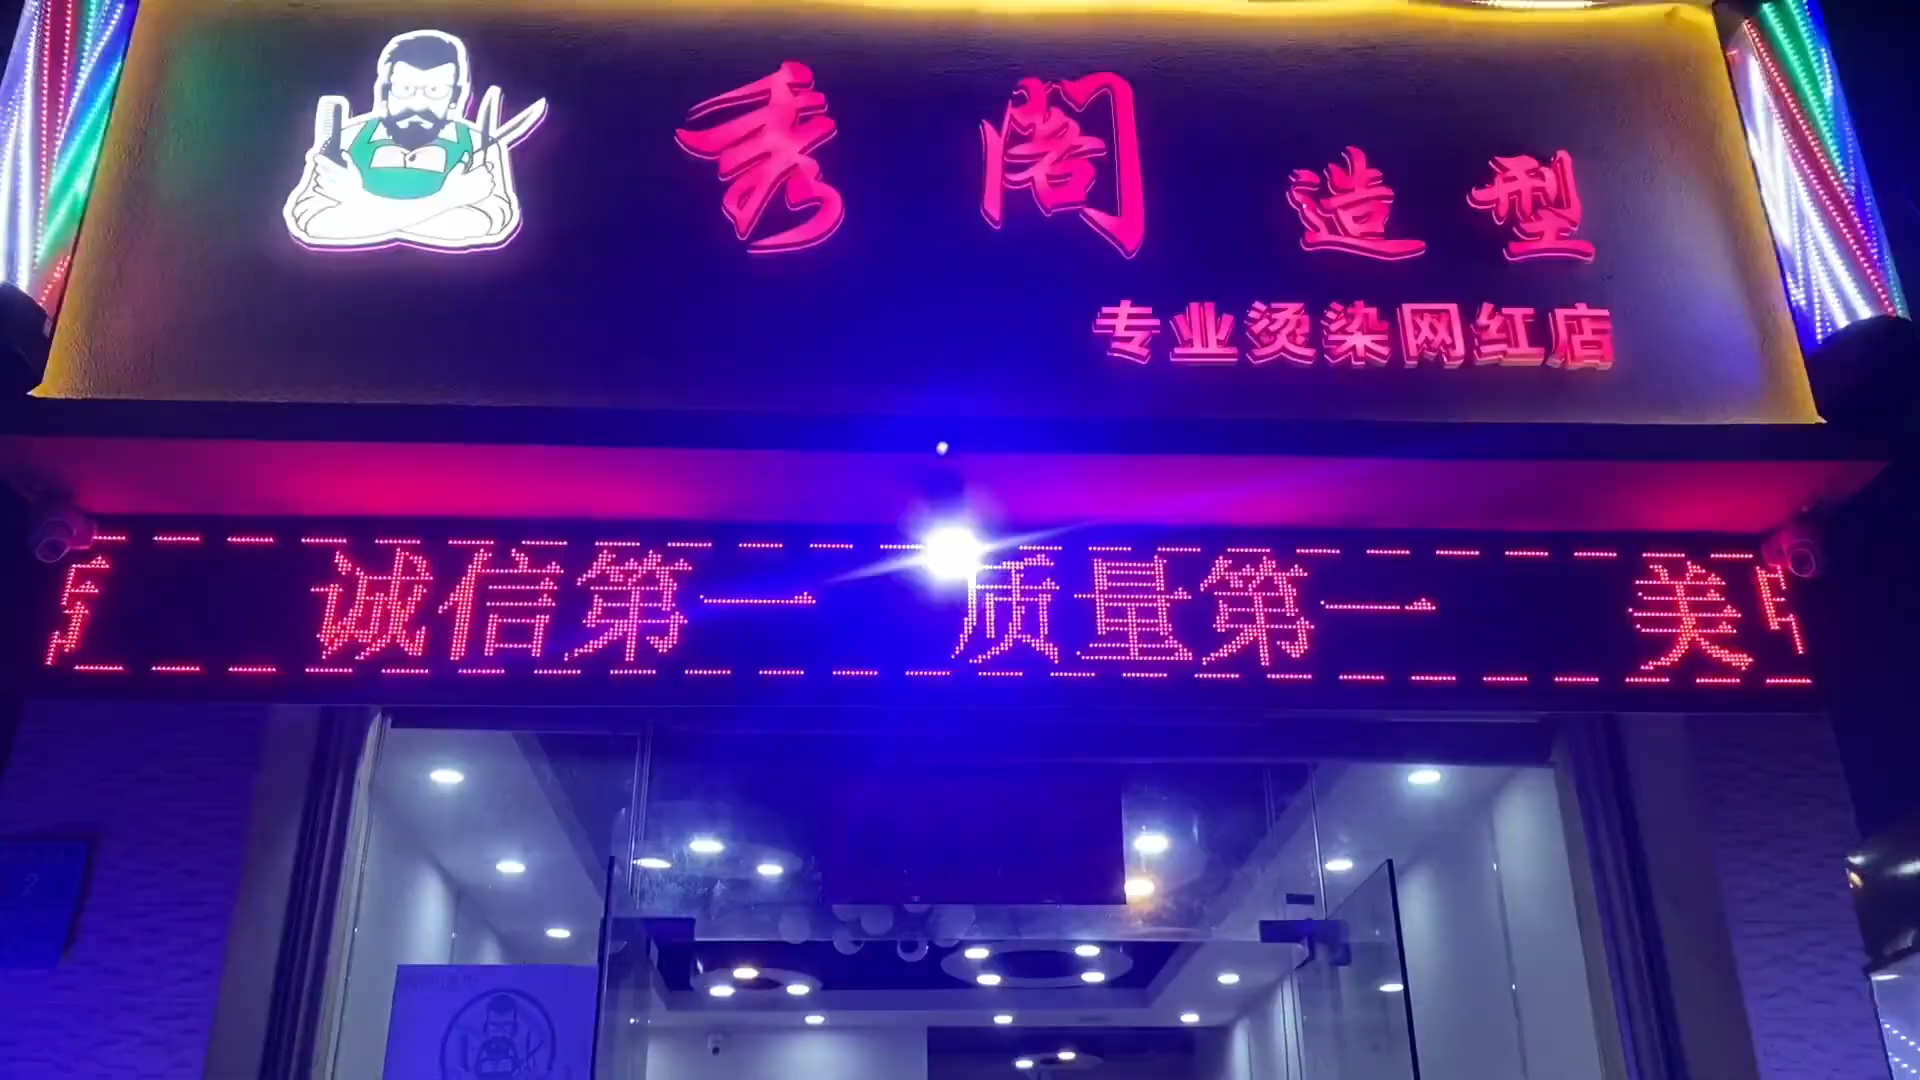 秀阁造型
专业烫染网红店
诚信第一 质量第一 美